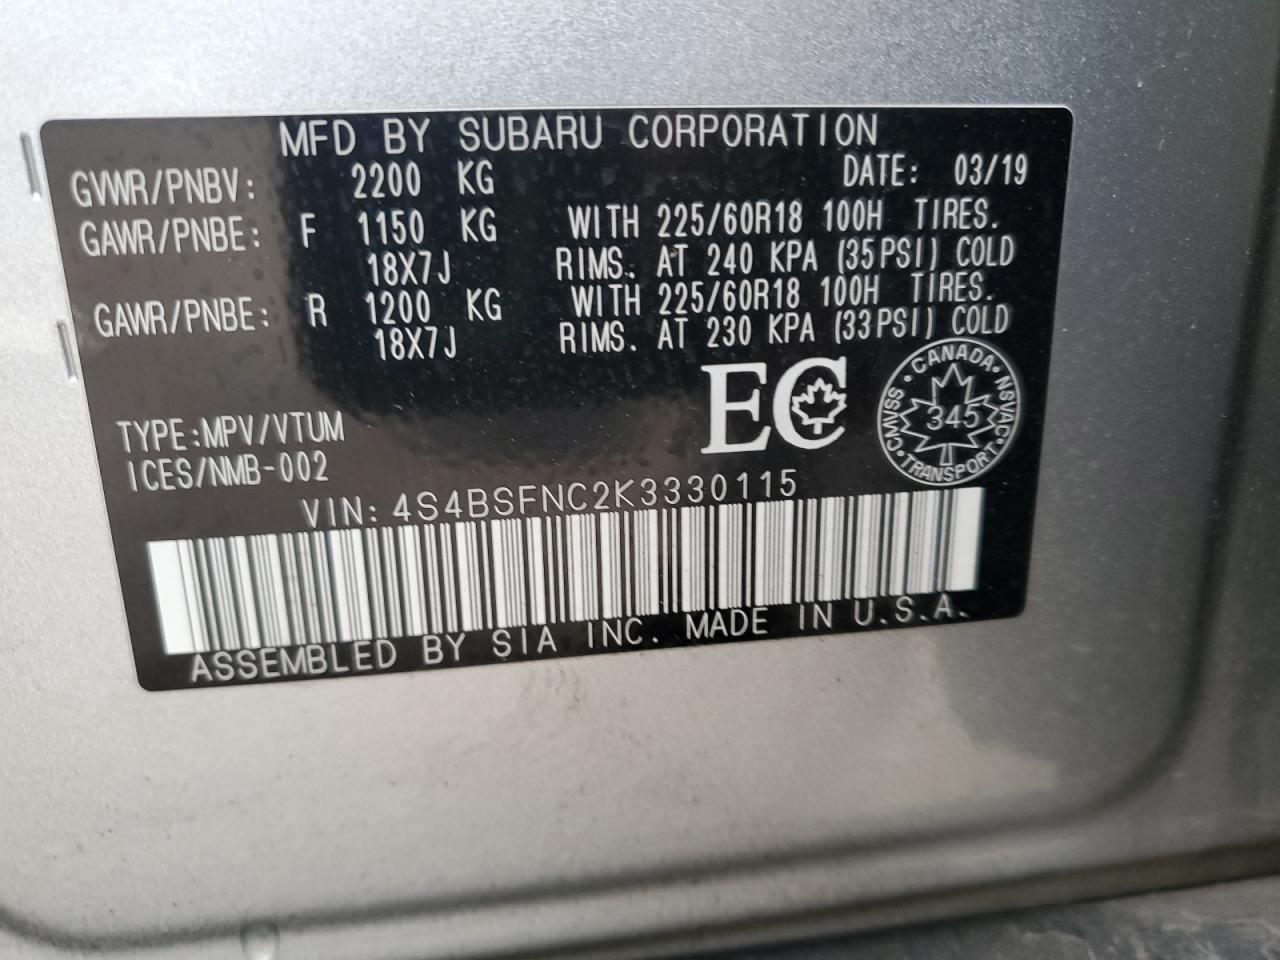 MFD BY SUBARU CORPORATION
GVWR/PNBV: 2200 KG DATE: 03/19
GAWR/PNBE: F 1150 KG WITH 225/60R18 100H TIRES.
18X7J RIMS. AT 240 KPA (35PSI) COLD
GAWR/PNBE: R 1200 KG WITH 225/60R18 100H TIRES.
18X7J RIMS. AT 230 KPA (33PSI) COLD
EC
CANADA · NSVAC · TRANSPORT · CMVSS
345
TYPE:MPV/VTUM
ICES/NMB-002
VIN: 4S4BSFNC2K3330115
ASSEMBLED BY SIA INC. MADE IN U.S.A.